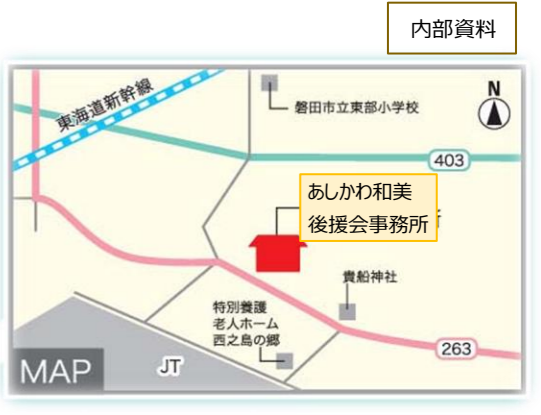 内部資料
東海道新幹線
磐田市立東部小学校
N
403
あしかわ和美
後援会事務所
貴船神社
特別養護
老人ホーム
西之島の郷
263
MAP
JT